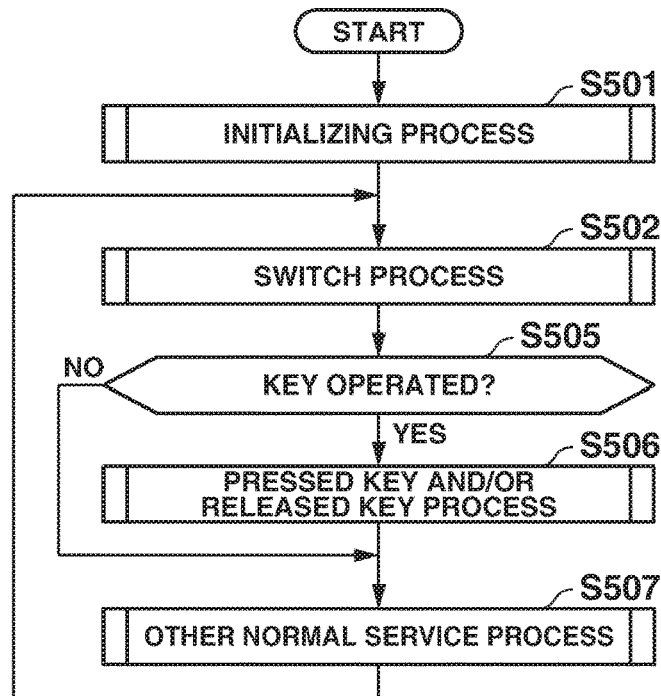 START
S501
INITIALIZING PROCESS
S502
SWITCH PROCESS
S505
NO
KEY OPERATED?
YES
S506
PRESSED KEY AND/OR
RELEASED KEY PROCESS
S507
OTHER NORMAL SERVICE PROCESS